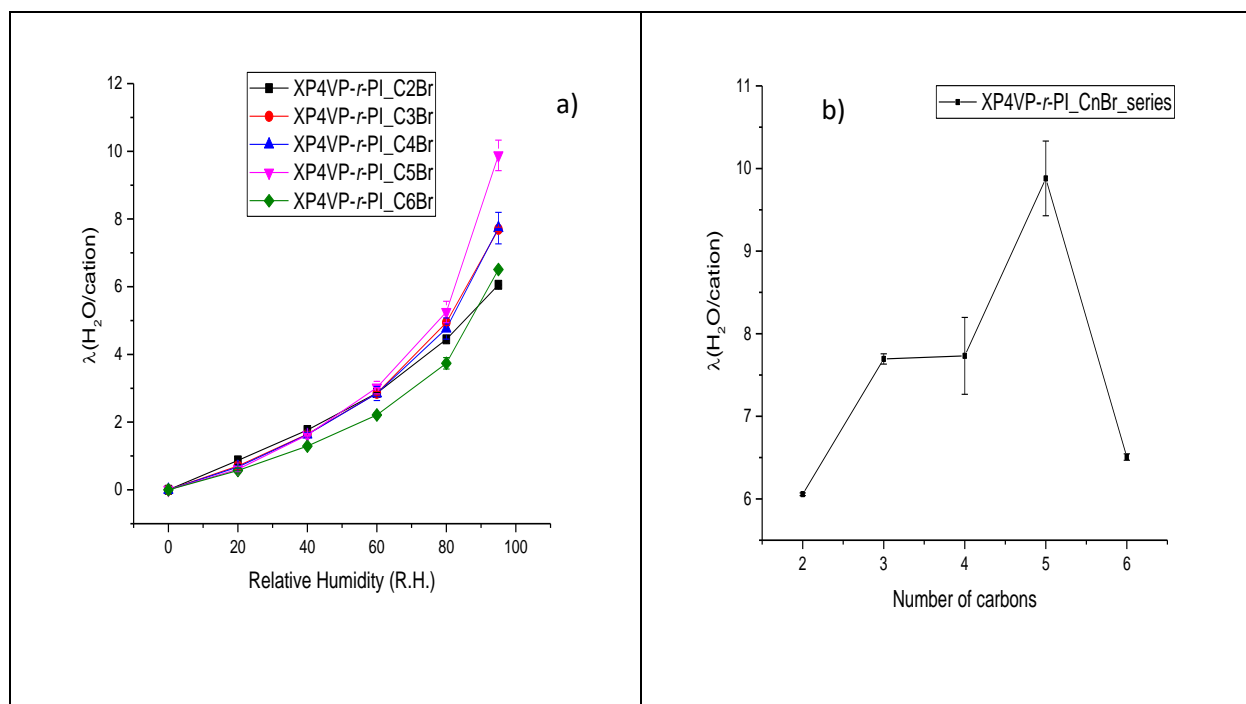 a)
XP4VP-r-PI_C2Br
XP4VP-r-PI_C3Br
XP4VP-r-PI_C4Br
XP4VP-r-PI_C5Br
XP4VP-r-PI_C6Br
12
10
8
6
4
2
0
λ(H₂O/cation)
0 20 40 60 80 100
Relative Humidity (R.H.)
b)
XP4VP-r-PI_CnBr_series
11
10
9
8
7
6
λ(H₂O/cation)
2 3 4 5 6
Number of carbons